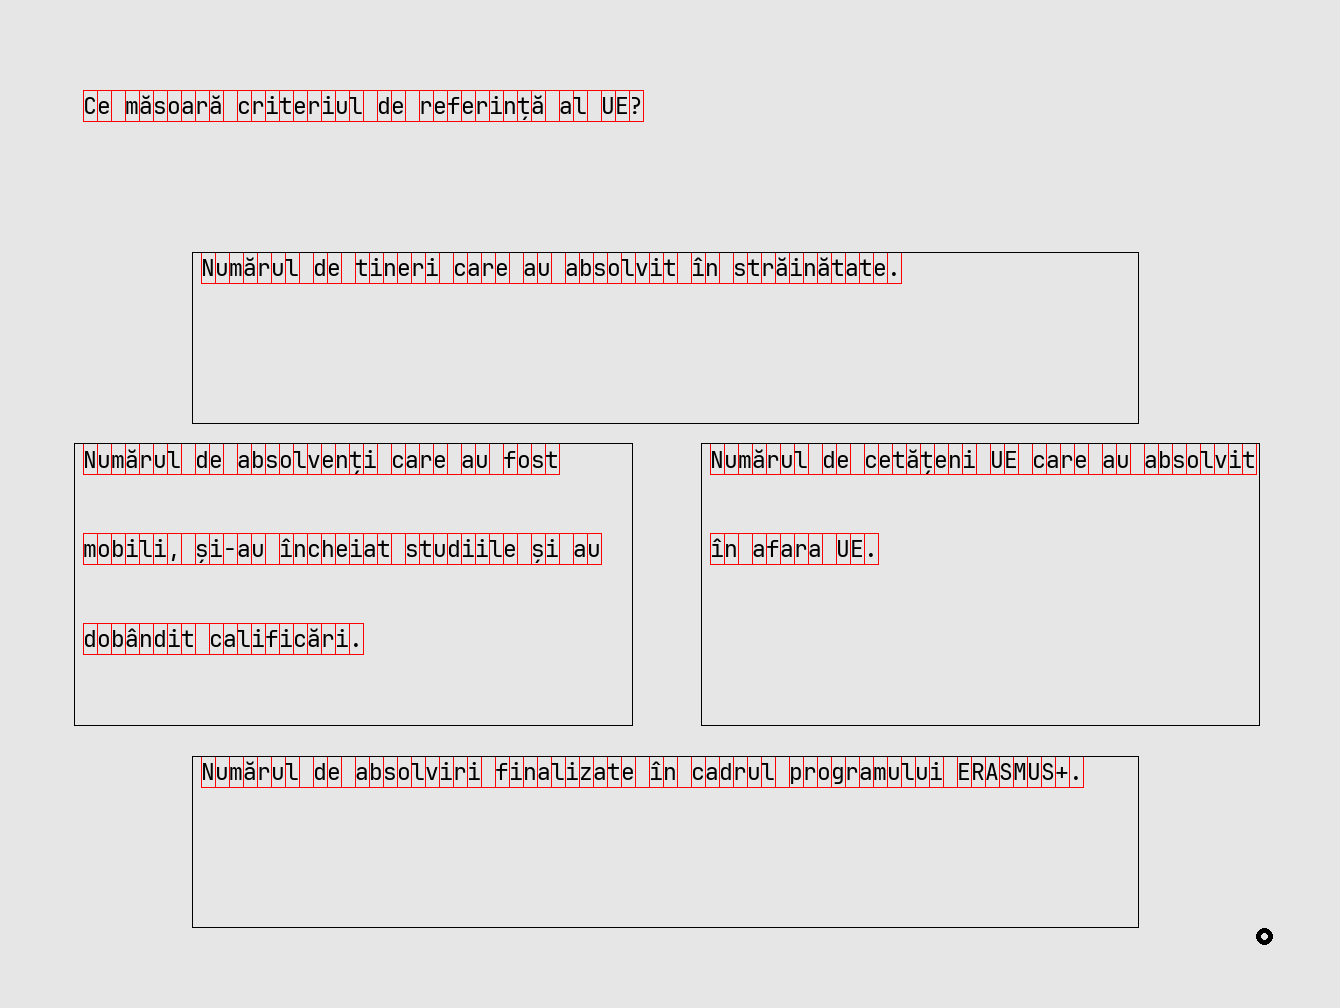 Ce măsoară criteriul de referință al UE?
Numărul de tineri care au absolvit în străinătate.
Numărul de absolvenți care au fost
mobili, și-au încheiat studiile și au
dobândit calificări.
Numărul de cetățeni UE care au absolvit
în afara UE.
Numărul de absolviri finalizate în cadrul programului ERASMUS+.